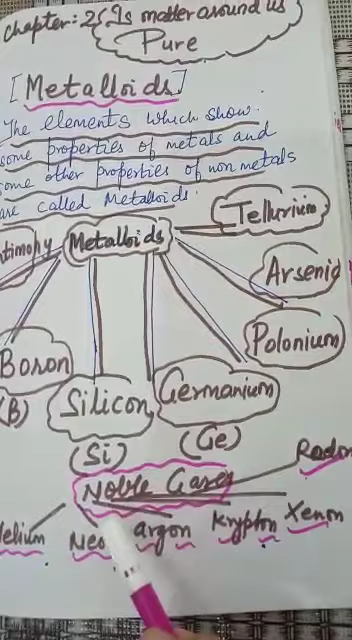 Chapter: 2 (Is matter around us
Pure
[Metalloids]
The elements which show
some properties of metals and
some other properties of non metals
are called Metalloids.
Tellurium
timony Metalloids
Arsenic
Polonium
Boron
(B)
Silicon
(Si)
Germanium
(Ge)
Radon
Noble Gases
elium Neo argon Krypton Xenon